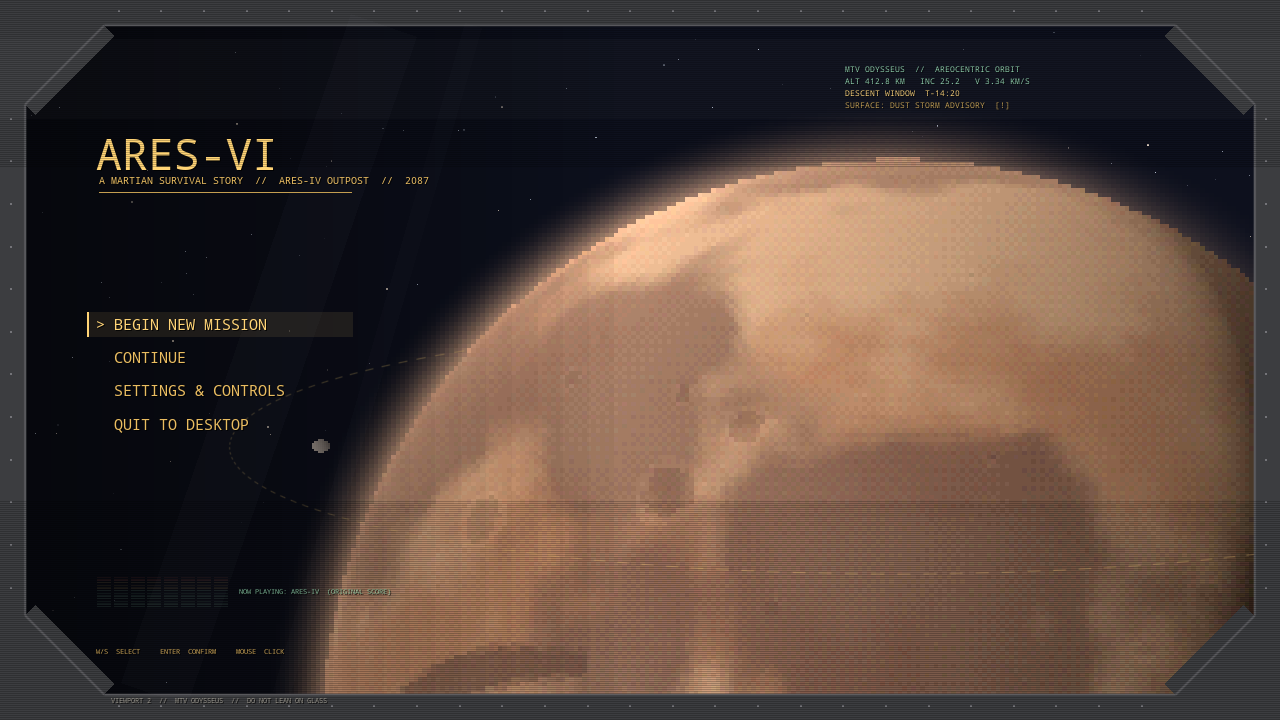 MTV ODYSSEUS // AREOCENTRIC ORBIT
ALT 412.8 KM INC 25.2 V 3.34 KM/S
DESCENT WINDOW T-14:20
SURFACE: DUST STORM ADVISORY [!]
ARES-VI
A MARTIAN SURVIVAL STORY // ARES-IV OUTPOST // 2087
> BEGIN NEW MISSION
CONTINUE
SETTINGS & CONTROLS
QUIT TO DESKTOP
NOW PLAYING: ARES-IV (ORIGINAL SCORE)
W/S SELECT ENTER CONFIRM MOUSE CLICK
VIEWPORT 2 // MTV ODYSSEUS // DO NOT LEAN ON GLASS